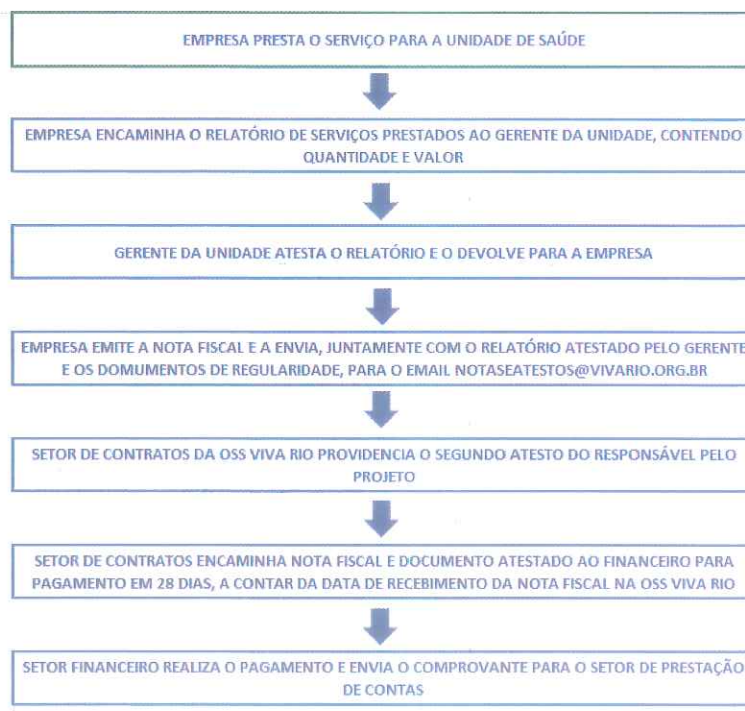 EMPRESA PRESTA O SERVIÇO PARA A UNIDADE DE SAÚDE
EMPRESA ENCAMINHA O RELATÓRIO DE SERVIÇOS PRESTADOS AO GERENTE DA UNIDADE, CONTENDO
QUANTIDADE E VALOR
GERENTE DA UNIDADE ATESTA O RELATÓRIO E O DEVOLVE PARA A EMPRESA
EMPRESA EMITE A NOTA FISCAL E A ENVIA, JUNTAMENTE COM O RELATÓRIO ATESTADO PELO GERENTE
E OS DOMUMENTOS DE REGULARIDADE, PARA O EMAIL NOTASEATESTOS@VIVARIO.ORG.BR
SETOR DE CONTRATOS DA OSS VIVA RIO PROVIDENCIA O SEGUNDO ATESTO DO RESPONSÁVEL PELO
PROJETO
SETOR DE CONTRATOS ENCAMINHA NOTA FISCAL E DOCUMENTO ATESTADO AO FINANCEIRO PARA
PAGAMENTO EM 28 DIAS, A CONTAR DA DATA DE RECEBIMENTO DA NOTA FISCAL NA OSS VIVA RIO
SETOR FINANCEIRO REALIZA O PAGAMENTO E ENVIA O COMPROVANTE PARA O SETOR DE PRESTAÇÃO
DE CONTAS